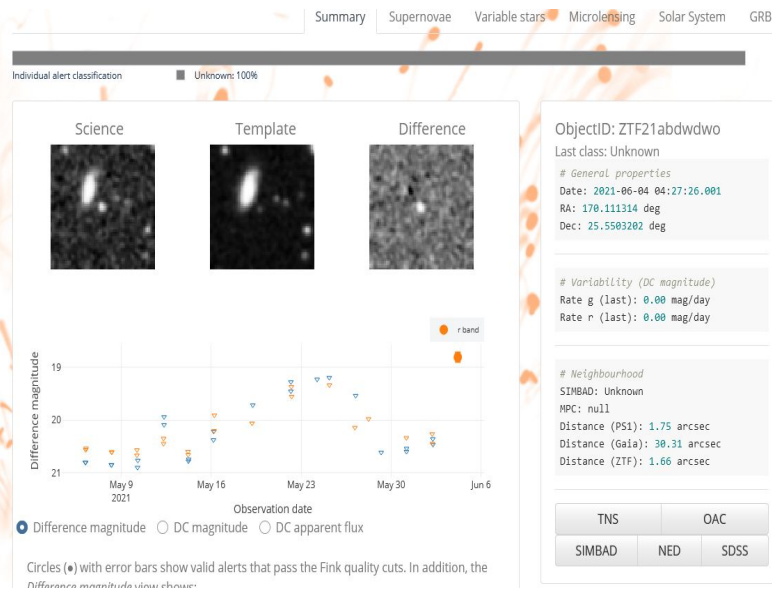 Summary Supernovae Variable stars Microlensing Solar System GRB
Individual alert classification Unknown: 100%
Science Template Difference
r band
Difference magnitude
19
20
21
May 9 May 16 May 23 May 30 Jun 6
2021
Observation date
Difference magnitude DC magnitude DC apparent flux
Circles (●) with error bars show valid alerts that pass the Fink quality cuts. In addition, the
Difference magnitude view shows:
ObjectID: ZTF21abdwdwo
Last class: Unknown
# General properties
Date: 2021-06-04 04:27:26.001
RA: 170.111314 deg
Dec: 25.5503202 deg
# Variability (DC magnitude)
Rate g (last): 0.00 mag/day
Rate r (last): 0.00 mag/day
# Neighbourhood
SIMBAD: Unknown
MPC: null
Distance (PS1): 1.75 arcsec
Distance (Gaia): 30.31 arcsec
Distance (ZTF): 1.66 arcsec
TNS OAC
SIMBAD NED SDSS